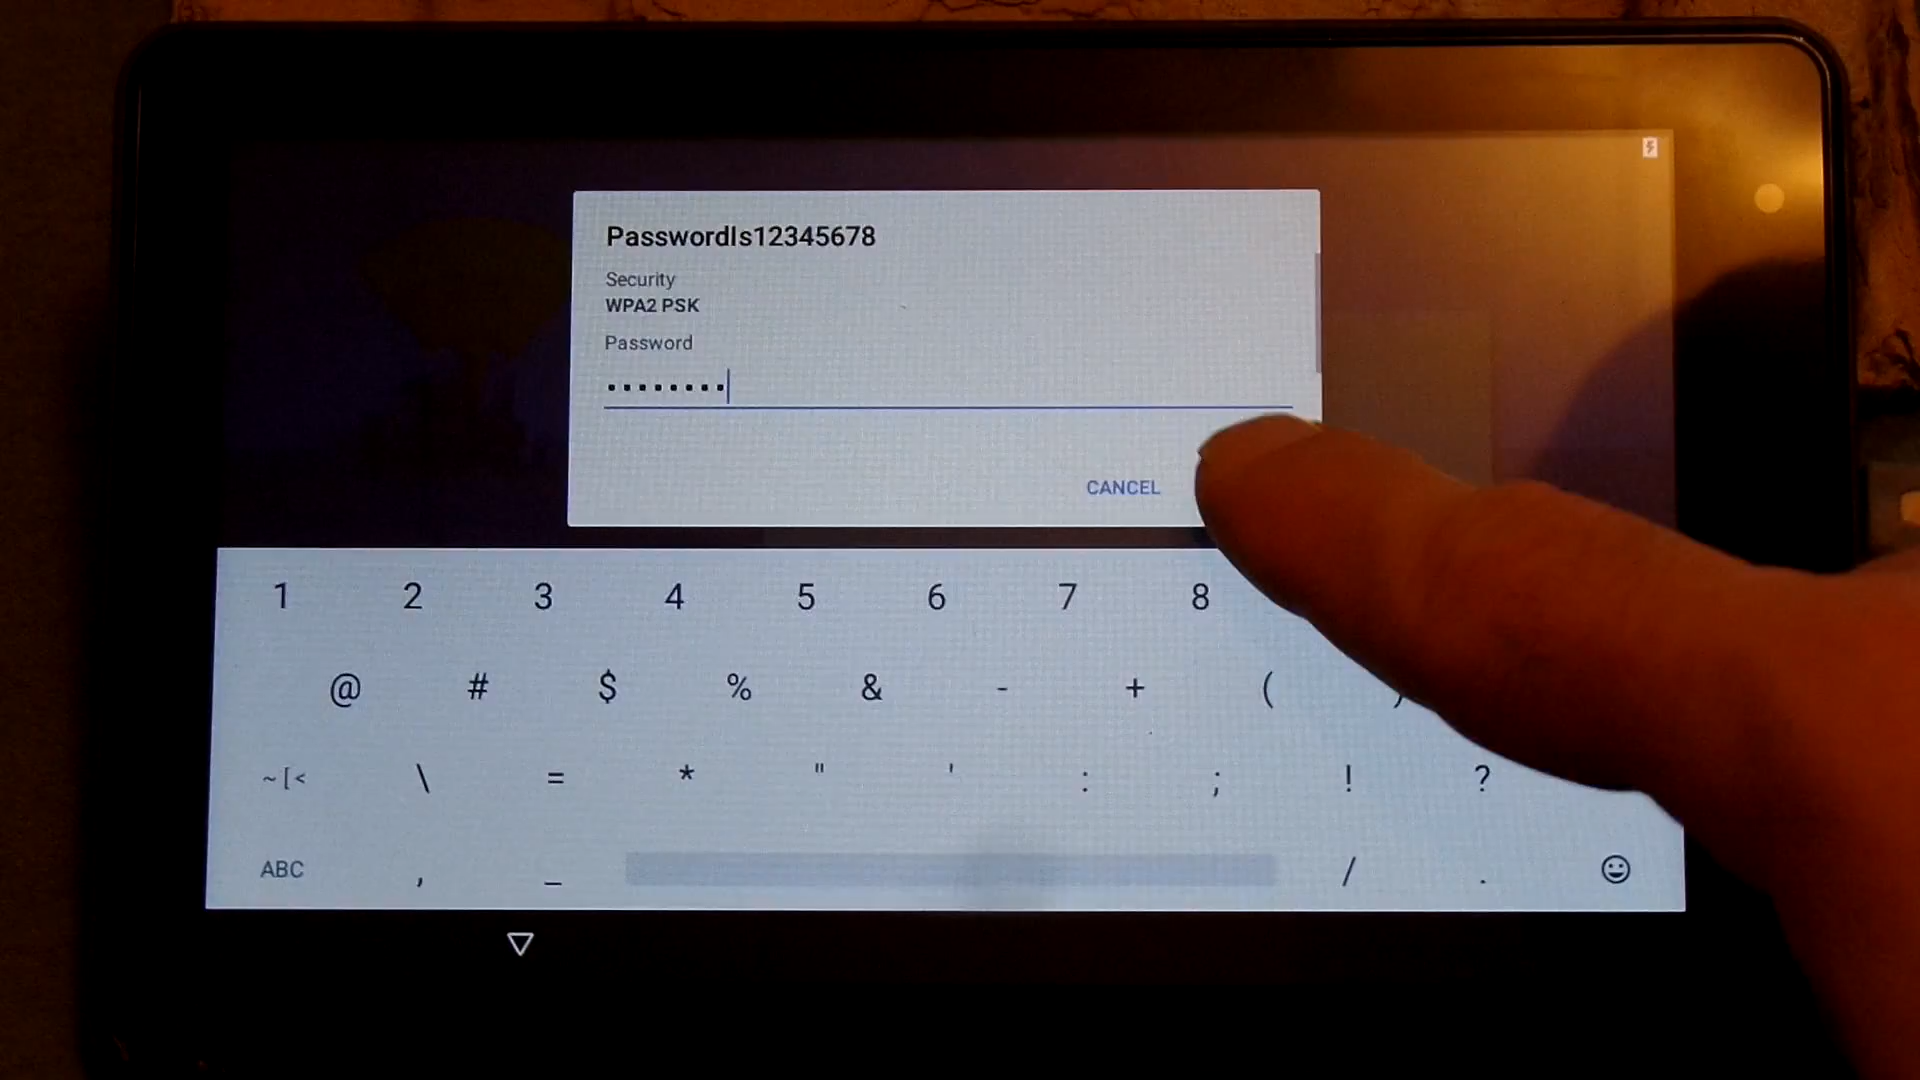 PasswordIs12345678
Security
WPA2 PSK
Password
••••••••
CANCEL
1 2 3 4 5 6 7 8
@ # $ % & - + ( )
~[< \ = * " ' : ; ! ?
ABC , _ / .